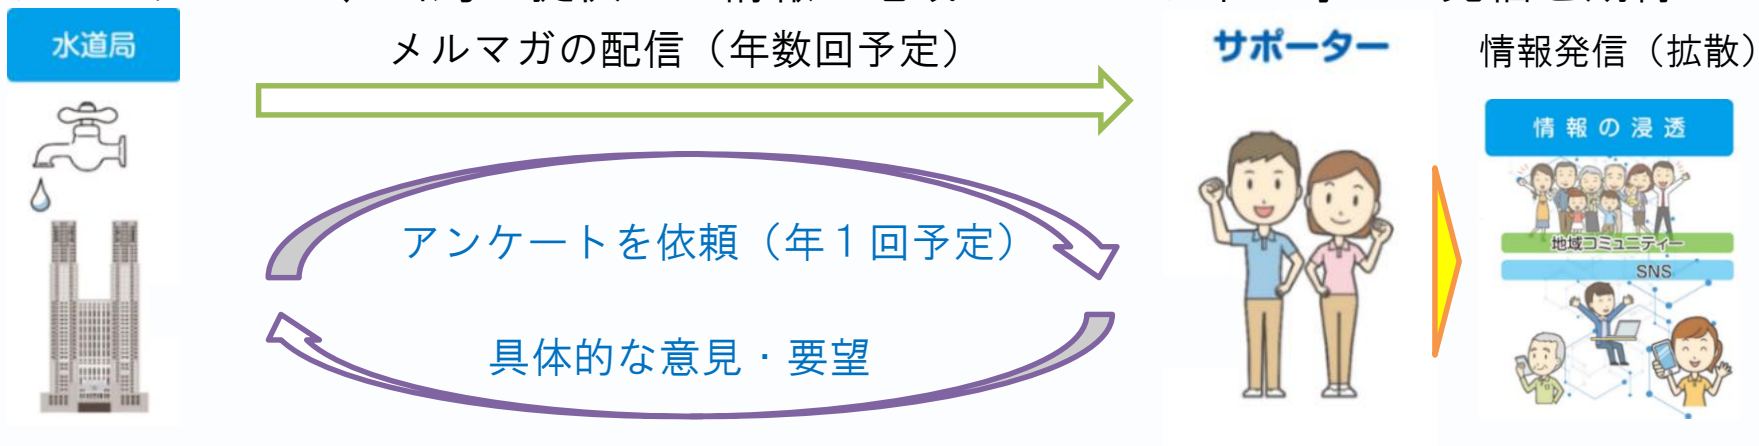 水道局
メルマガの配信（年数回予定）
サポーター
情報発信（拡散）
情報の浸透
アンケートを依頼（年１回予定）
地域コミュニティー
SNS
具体的な意見・要望